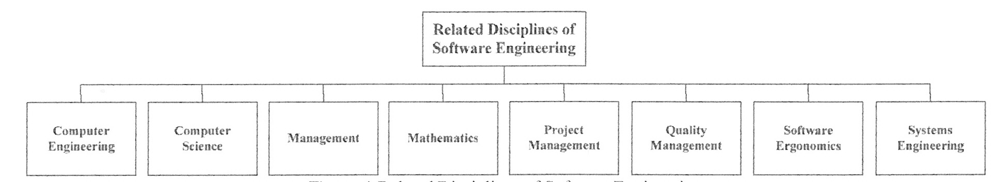 Related Disciplines of
Software Engineering
Computer
Engineering
Computer
Science
Management
Mathematics
Project
Management
Quality
Management
Software
Ergonomics
Systems
Engineering